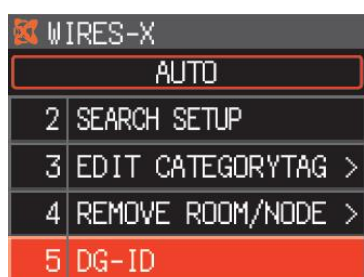 WIRES-X
AUTO
2 SEARCH SETUP
3 EDIT CATEGORYTAG >
4 REMOVE ROOM/NODE >
5 DG-ID